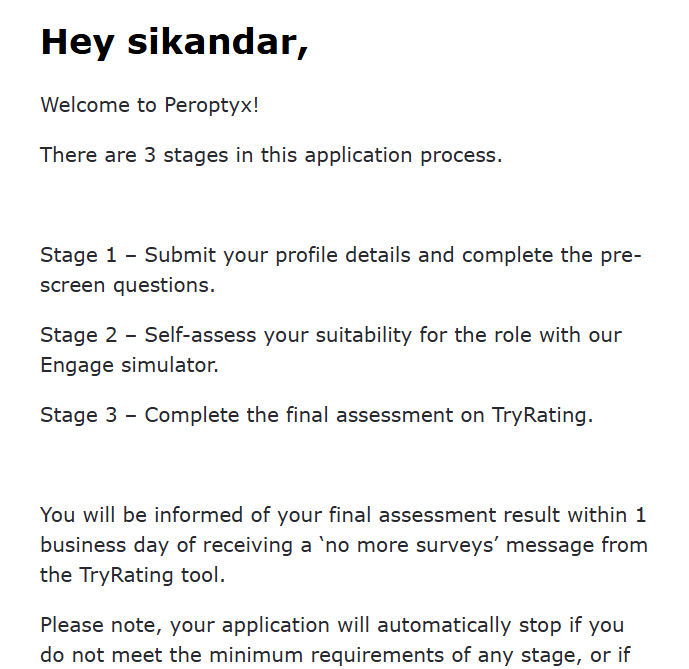 Hey sikandar,
Welcome to Peroptyx!
There are 3 stages in this application process.
Stage 1 – Submit your profile details and complete the pre-
screen questions.
Stage 2 – Self-assess your suitability for the role with our
Engage simulator.
Stage 3 – Complete the final assessment on TryRating.
You will be informed of your final assessment result within 1
business day of receiving a ‘no more surveys’ message from
the TryRating tool.
Please note, your application will automatically stop if you
do not meet the minimum requirements of any stage, or if